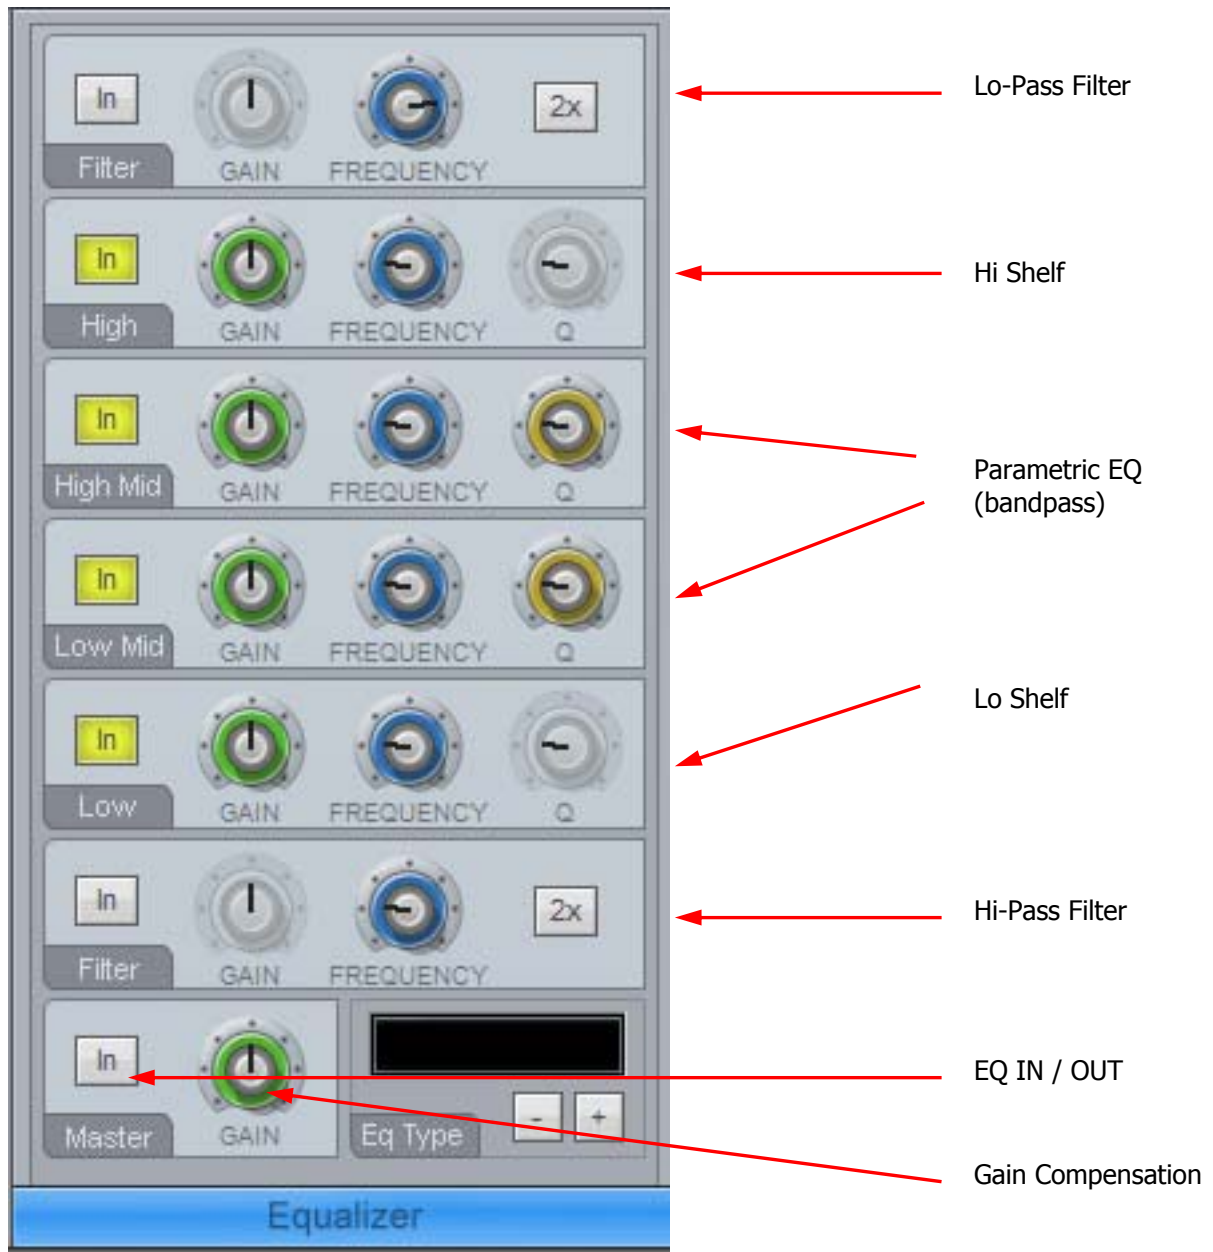 In
2x
Filter
GAIN
FREQUENCY
Lo-Pass Filter
In
High
GAIN
FREQUENCY
Q
Hi Shelf
In
High Mid
GAIN
FREQUENCY
Q
Parametric EQ
(bandpass)
In
Low Mid
GAIN
FREQUENCY
Q
In
Low
GAIN
FREQUENCY
Q
Lo Shelf
In
2x
Filter
GAIN
FREQUENCY
Hi-Pass Filter
In
Master
GAIN
Eq Type
-
+
EQ IN / OUT
Gain Compensation
Equalizer